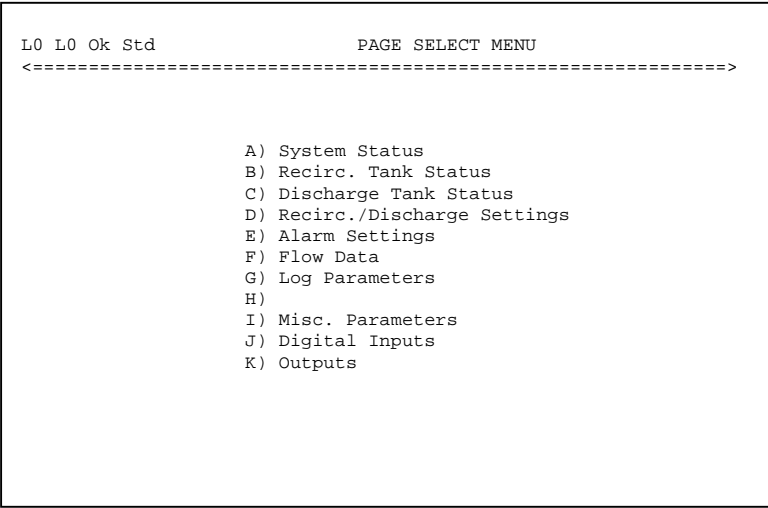 L0 L0 Ok Std PAGE SELECT MENU
<==============================================================>
A) System Status
B) Recirc. Tank Status
C) Discharge Tank Status
D) Recirc./Discharge Settings
E) Alarm Settings
F) Flow Data
G) Log Parameters
H)
I) Misc. Parameters
J) Digital Inputs
K) Outputs